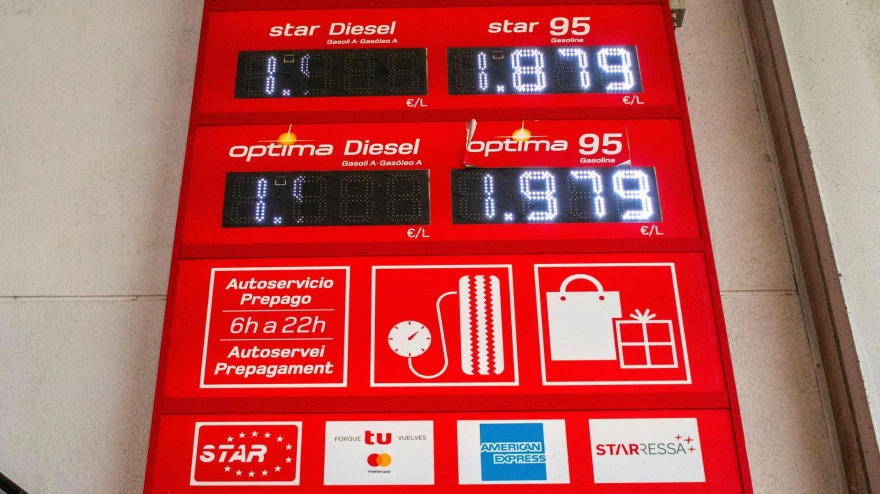 star Diesel
Gasoil A-Gasóleo A
€/L
star 95
Gasolina
1.879
€/L
optima Diesel
Gasoil A-Gasóleo A
€/L
optima 95
Gasolina
1.979
€/L
Autoservicio
Prepago
6h a 22h
Autoservei
Prepagament
STAR
PORQUE tu VUELVES
mastercard
AMERICAN
EXPRESS
STARRESSA